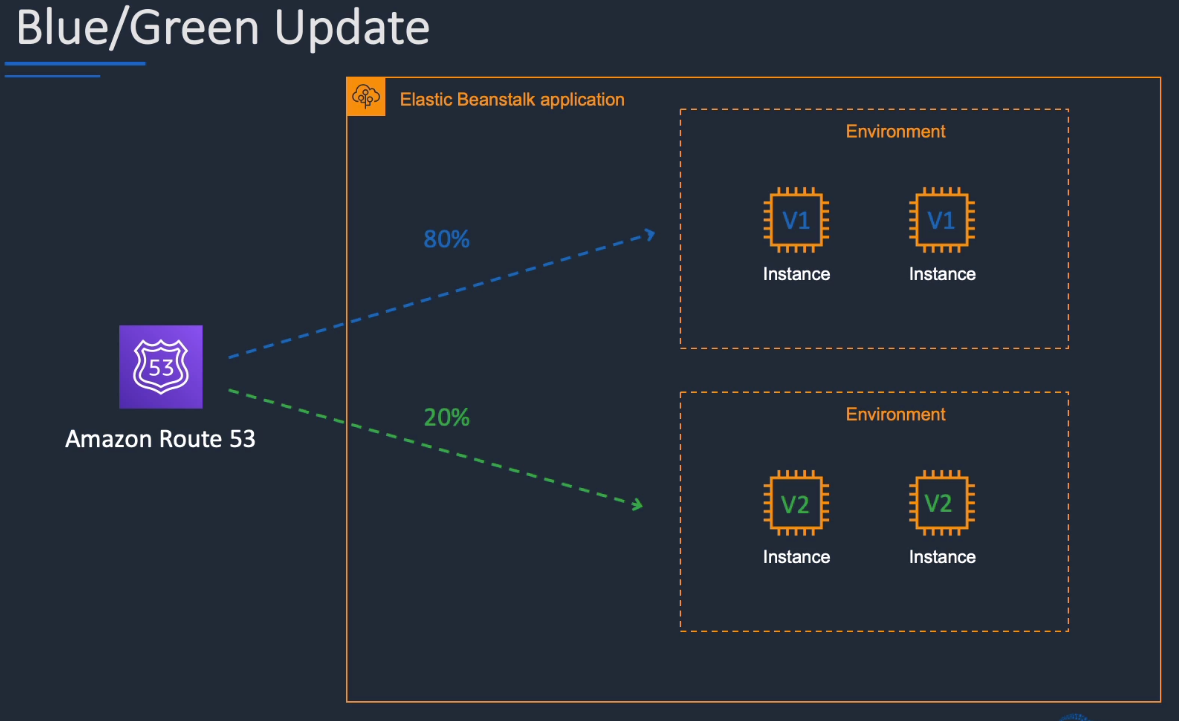 Blue/Green Update
Elastic Beanstalk application
Environment
80%
V1
V1
Instance
Instance
53
Amazon Route 53
20%
Environment
V2
V2
Instance
Instance